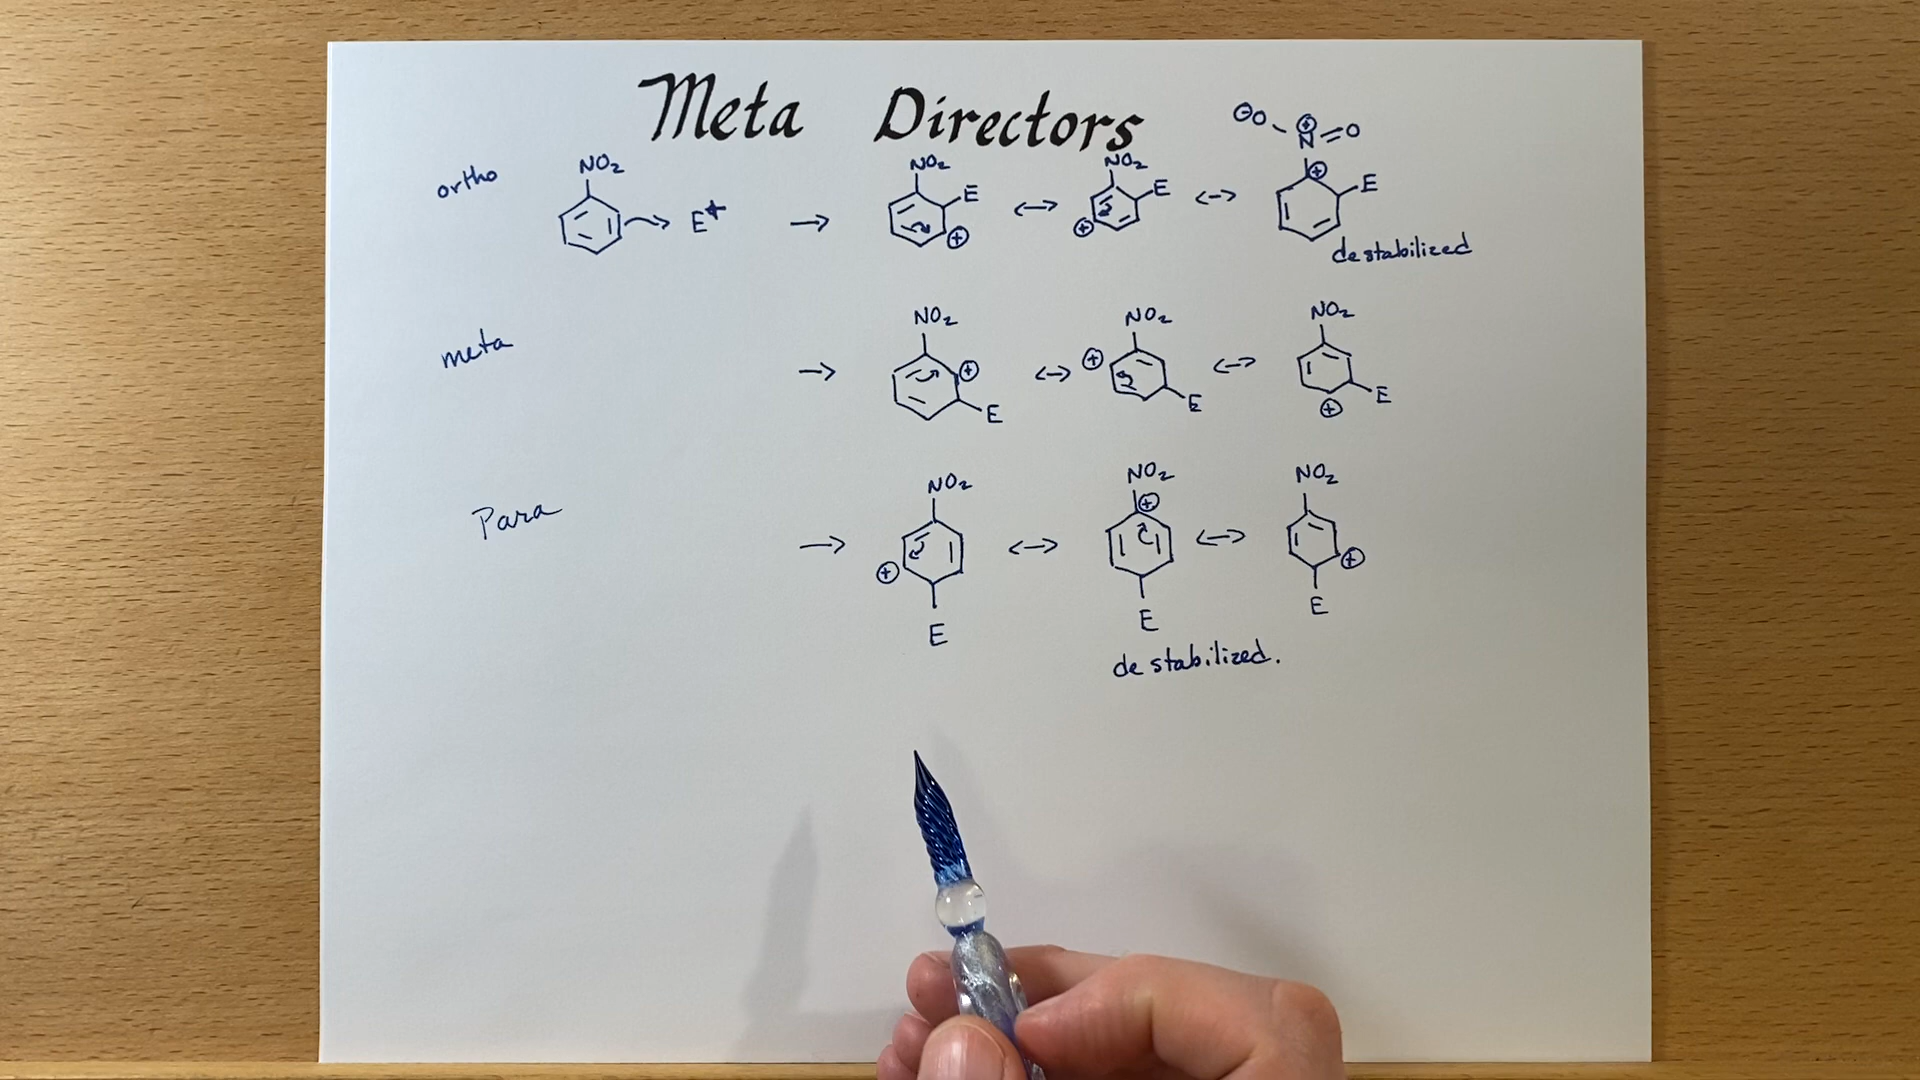 Meta Directors
⊖O - N⊕ = O
ortho NO₂ → E⁺ → NO₂ E ⊕ ↔ NO₂ E ⊕ ↔ ⊕ E
destabilized
meta → NO₂ ⊕ E ↔ NO₂ ⊕ E ↔ NO₂ E ⊕
Para → NO₂ ⊕ E ↔ NO₂ ⊕ E ↔ NO₂ ⊕ E
destabilized.